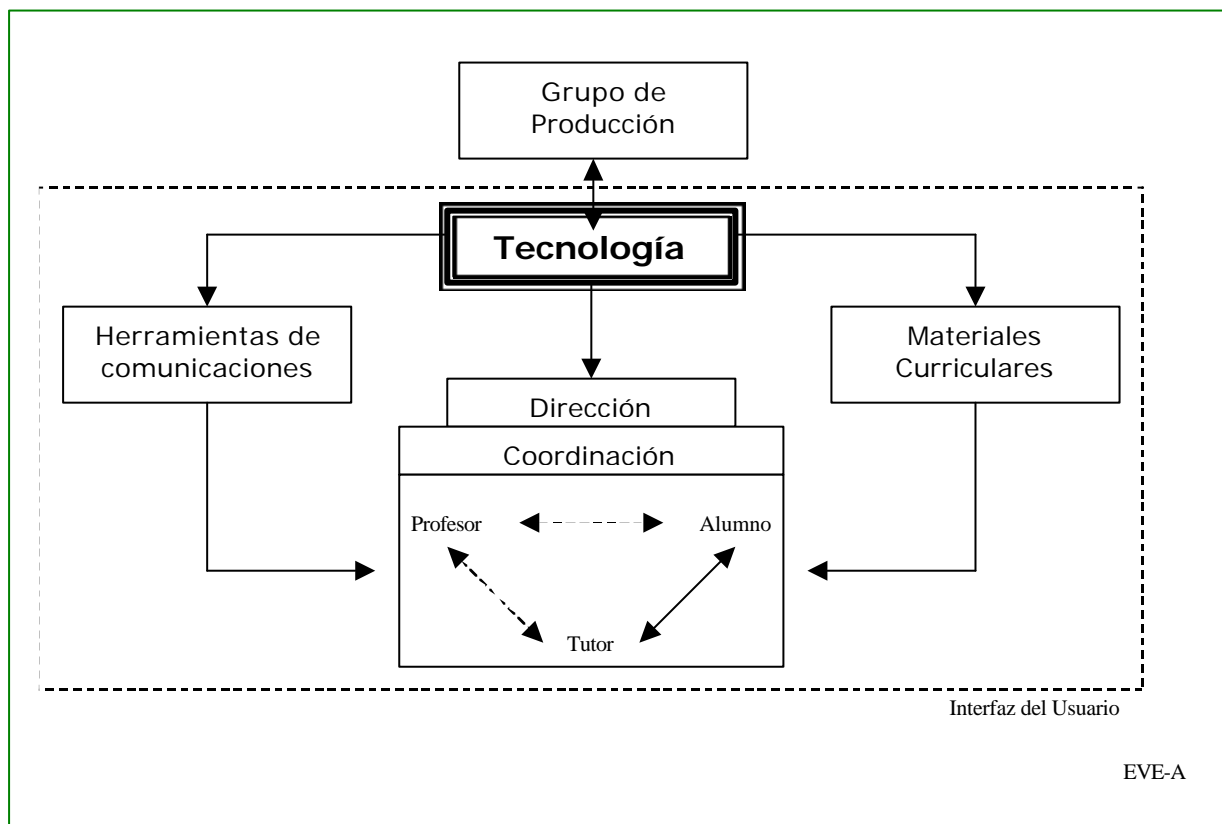 Grupo de
Producción
Tecnología
Herramientas de
comunicaciones
Materiales
Curriculares
Dirección
Coordinación
Profesor
Alumno
Tutor
Interfaz del Usuario
EVE-A